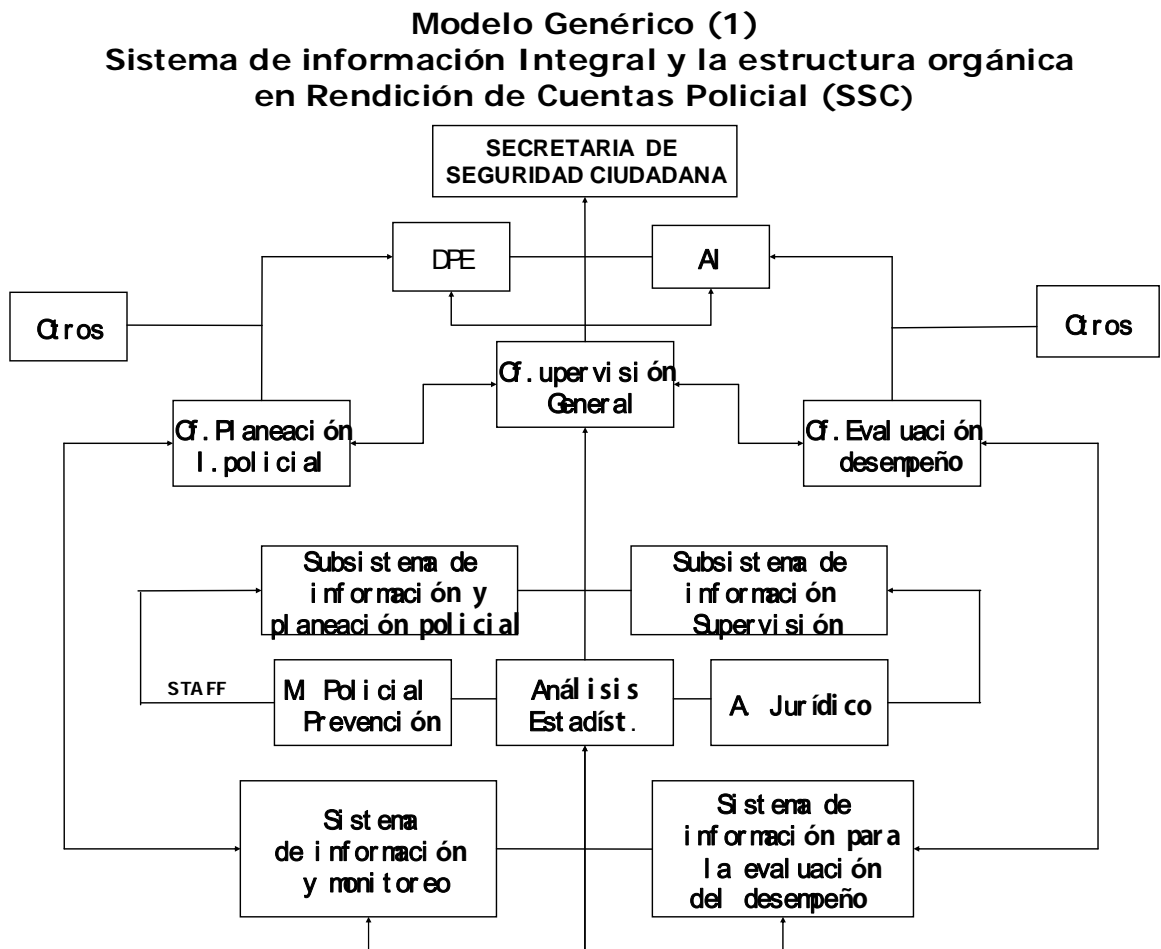 Modelo Genérico (1)
Sistema de información Integral y la estructura orgánica
en Rendición de Cuentas Policial (SSC)
SECRETARIA DE
SEGURIDAD CIUDADANA
DPE
AI
Otros
Otros
Of. upervisión
General
Of. Planeación
I. policial
Of. Evaluación
desempeño
Subsistema de
información y
planeación policial
Subsistema de
información
Supervisión
STAFF
M. Policial
Prevención
Análisis
Estadíst.
A. Jurídico
Sistema
de información
y monitoreo
Sistema de
información para
la evaluación
del desempeño